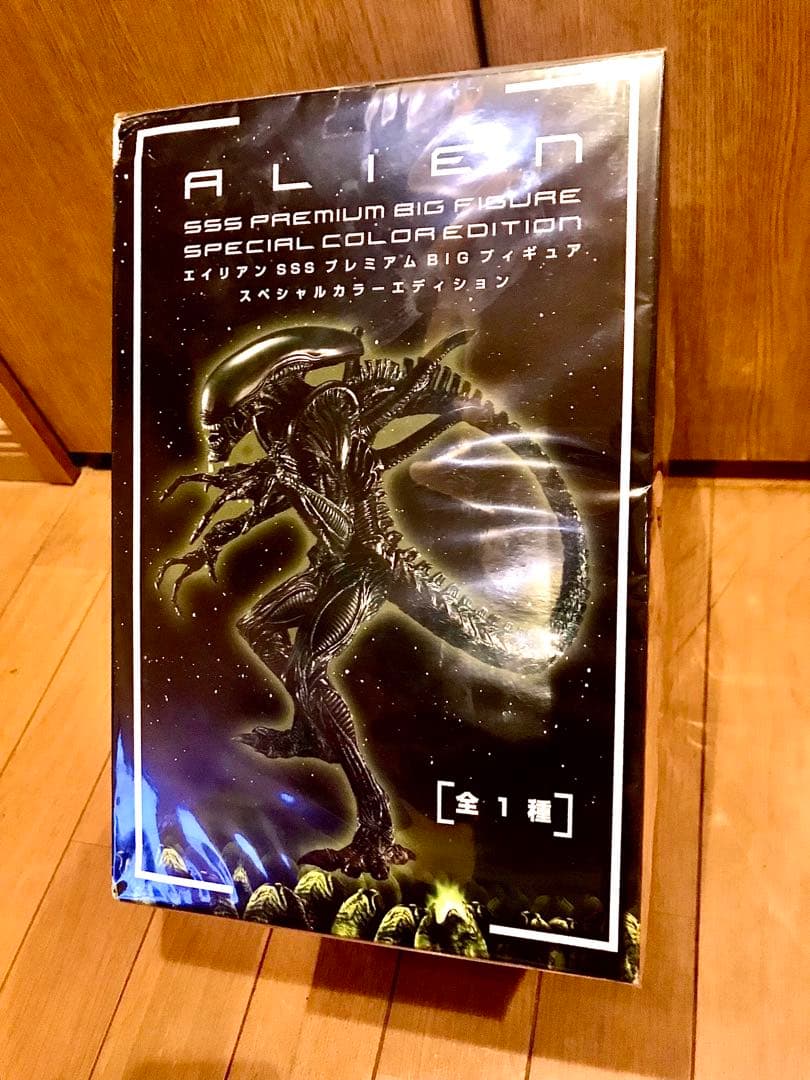 ALIEN
SSS PREMIUM BIG FIGURE
SPECIAL COLOR EDITION
エイリアン SSS プレミアム BIG フィギュア
スペシャルカラーエディション
[全1種]